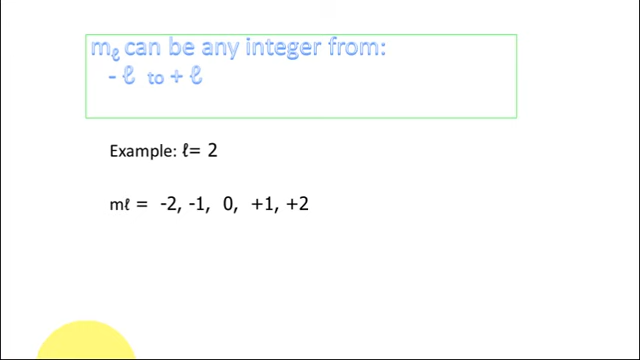 mℓ can be any integer from:
- ℓ to + ℓ
Example: ℓ= 2
mℓ = -2, -1, 0, +1, +2